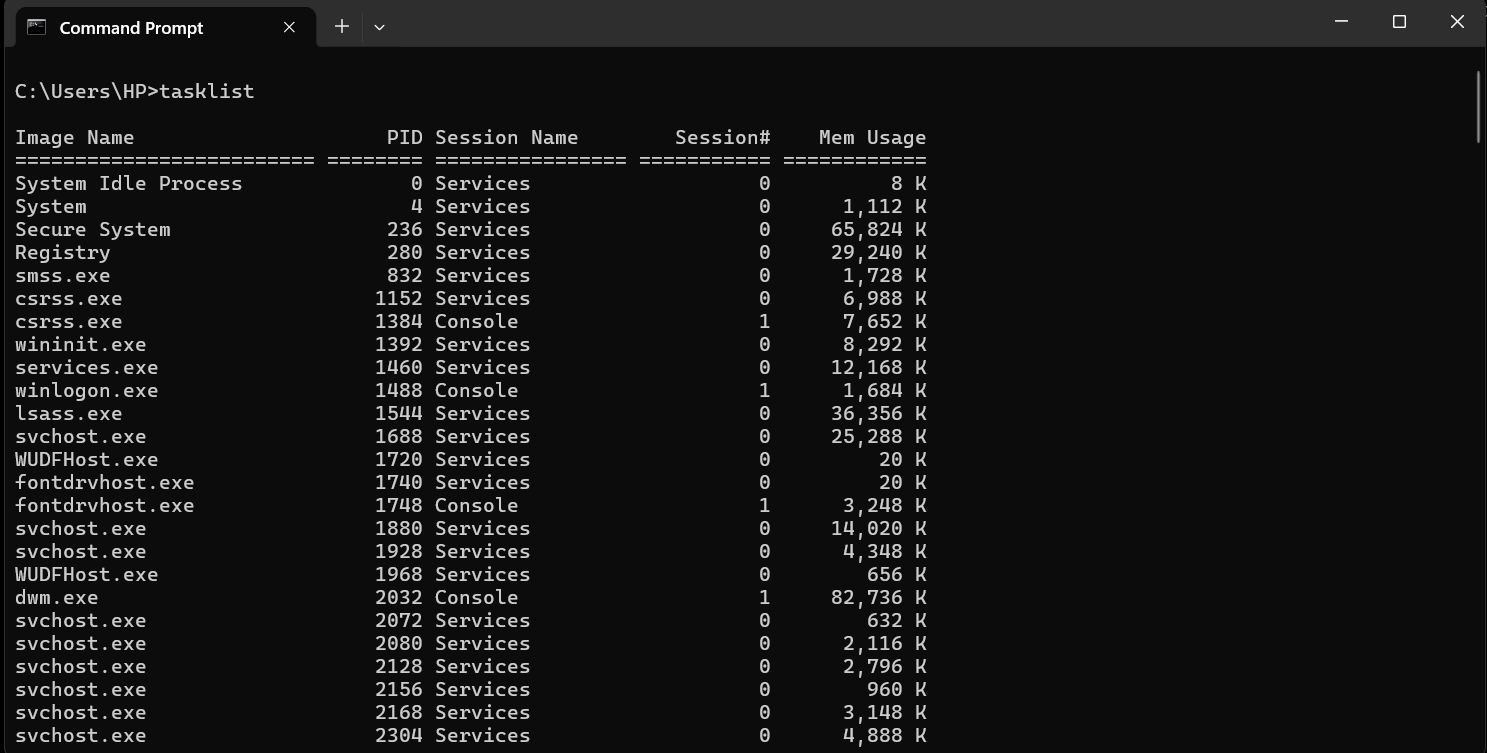 Command Prompt
C:\Users\HP>tasklist
Image Name                     PID Session Name        Session#    Mem Usage
========================= ======== ================ =========== ============
System Idle Process              0 Services                   0          8 K
System                           4 Services                   0      1,112 K
Secure System                  236 Services                   0     65,824 K
Registry                       280 Services                   0     29,240 K
smss.exe                       832 Services                   0      1,728 K
csrss.exe                     1152 Services                   0      6,988 K
csrss.exe                     1384 Console                    1      7,652 K
wininit.exe                   1392 Services                   0      8,292 K
services.exe                  1460 Services                   0     12,168 K
winlogon.exe                  1488 Console                    1      1,684 K
lsass.exe                     1544 Services                   0     36,356 K
svchost.exe                   1688 Services                   0     25,288 K
WUDFHost.exe                  1720 Services                   0         20 K
fontdrvhost.exe               1740 Services                   0         20 K
fontdrvhost.exe               1748 Console                    1      3,248 K
svchost.exe                   1880 Services                   0     14,020 K
svchost.exe                   1928 Services                   0      4,348 K
WUDFHost.exe                  1968 Services                   0        656 K
dwm.exe                       2032 Console                    1     82,736 K
svchost.exe                   2072 Services                   0        632 K
svchost.exe                   2080 Services                   0      2,116 K
svchost.exe                   2128 Services                   0      2,796 K
svchost.exe                   2156 Services                   0        960 K
svchost.exe                   2168 Services                   0      3,148 K
svchost.exe                   2304 Services                   0      4,888 K